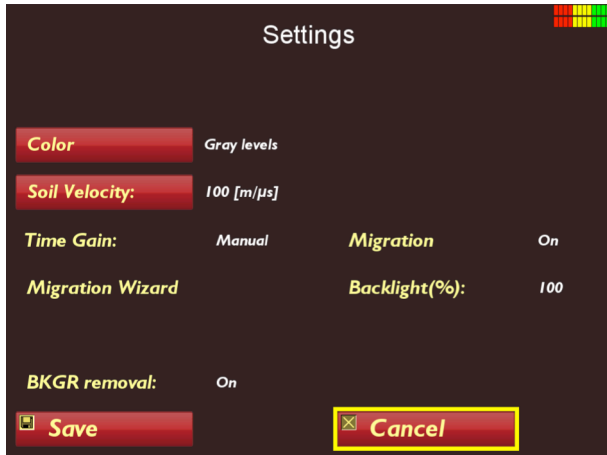 Settings
Color Gray levels
Soil Velocity: 100 [m/µs]
Time Gain: Manual Migration On
Migration Wizard Backlight(%): 100
BKGR removal: On
Save Cancel